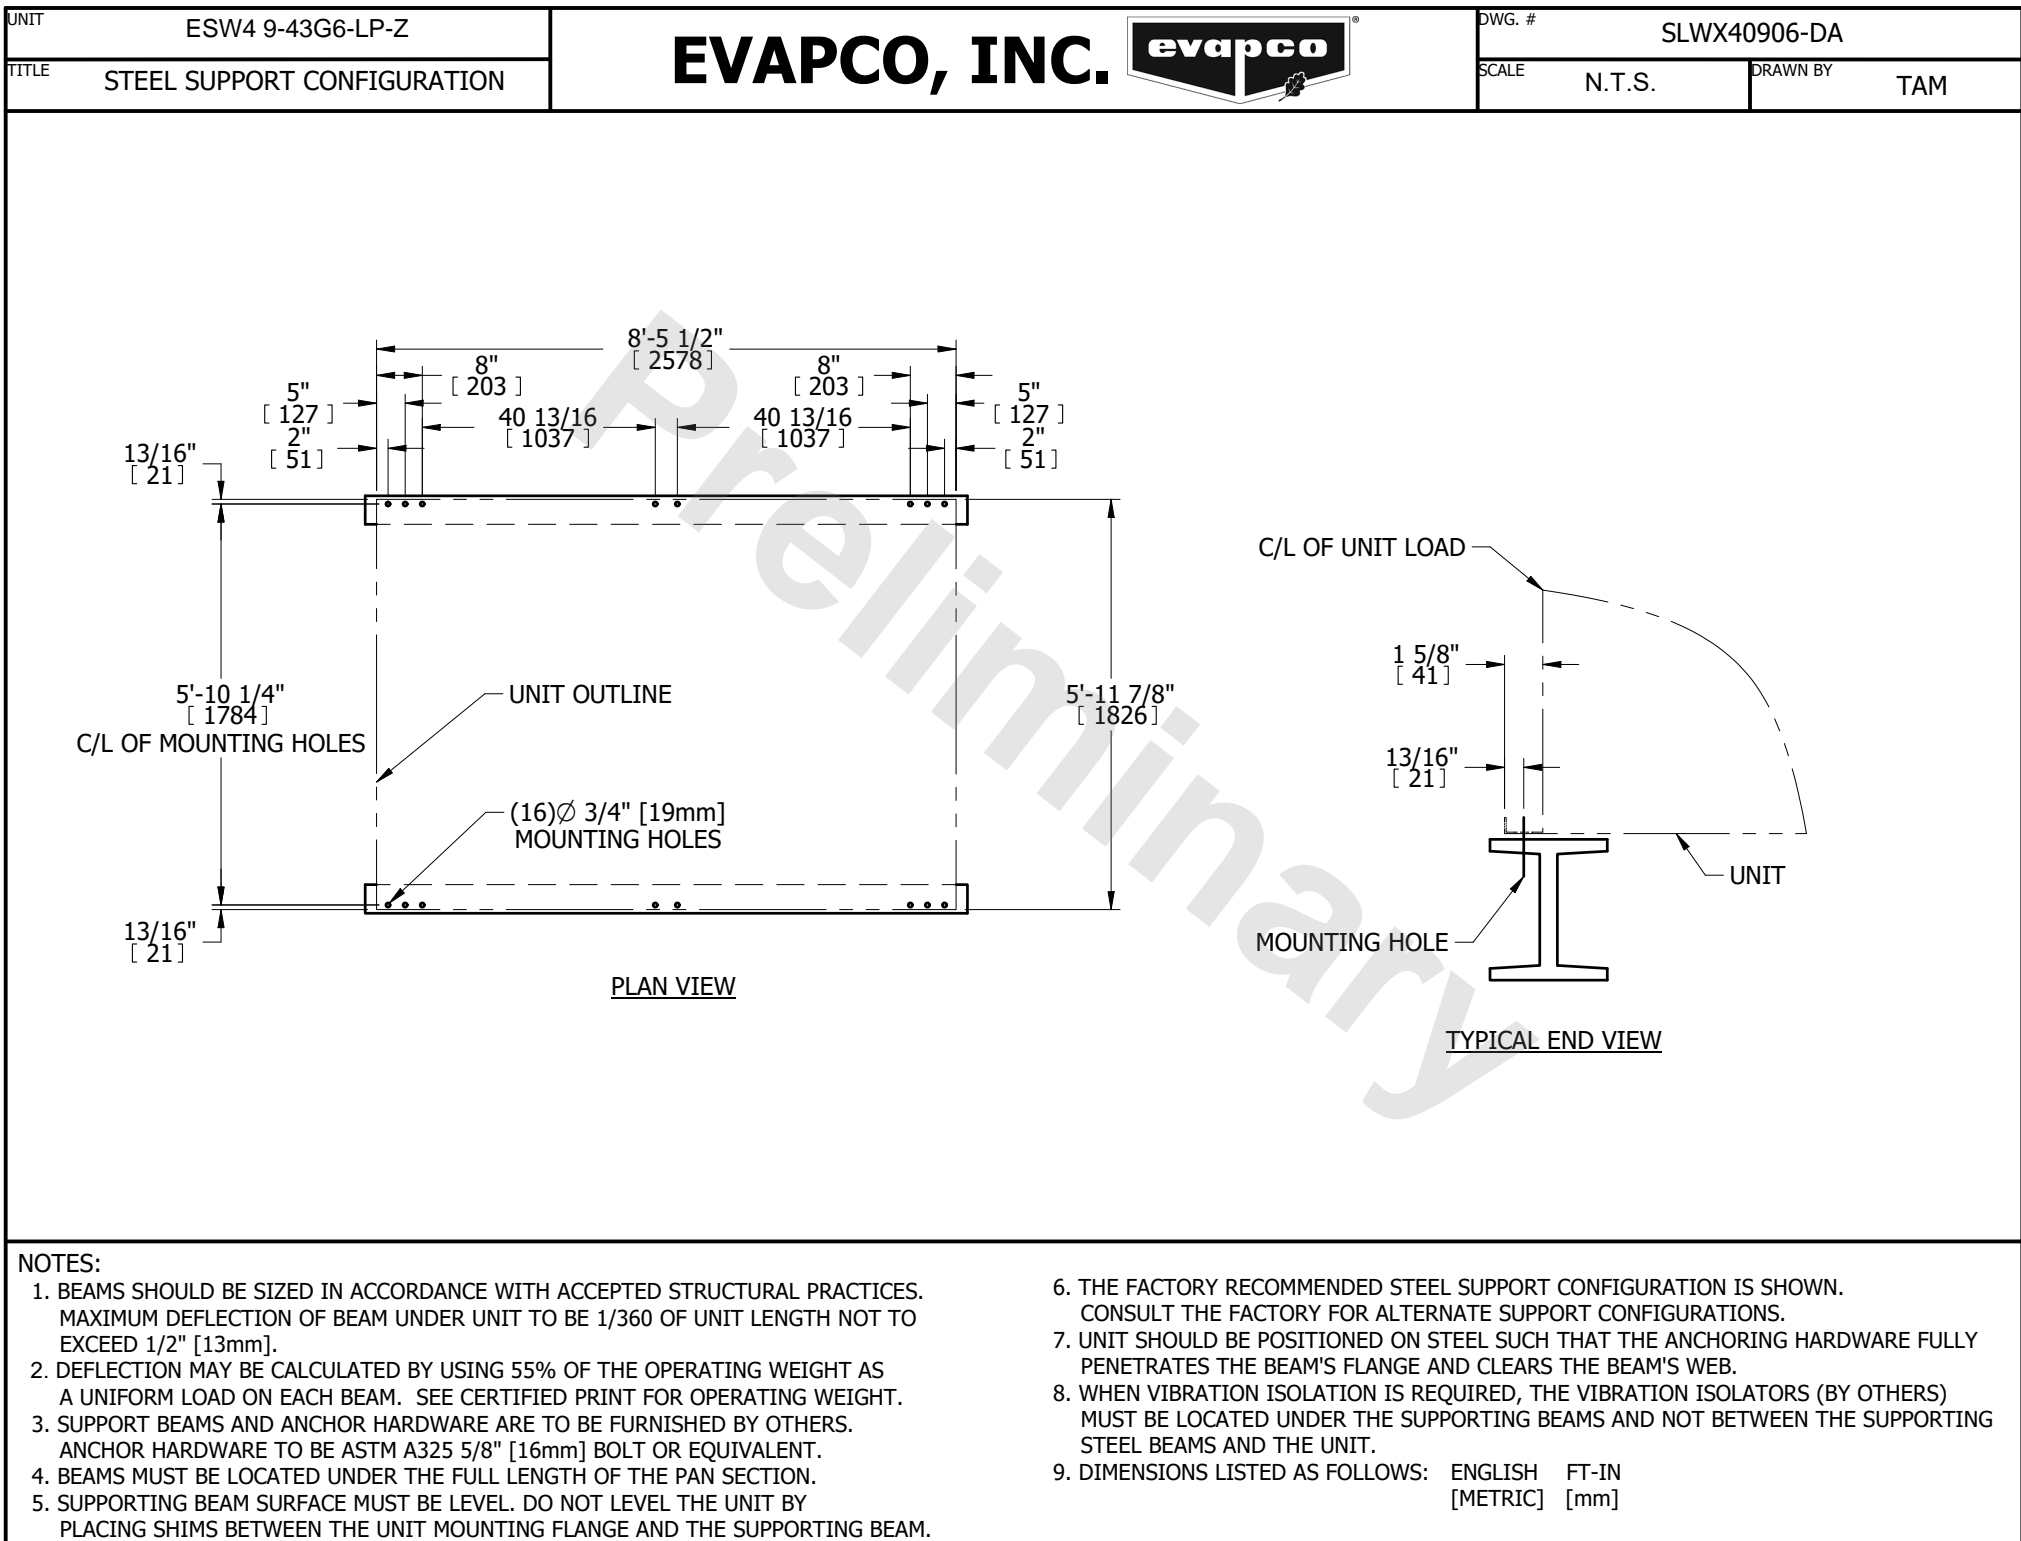 UNIT
ESW4 9-43G6-LP-Z
TITLE
STEEL SUPPORT CONFIGURATION
EVAPCO, INC.
evapco
®
DWG. #
SLWX40906-DA
SCALE
N.T.S.
DRAWN BY
TAM
8'-5 1/2"
[ 2578 ]
8"
[ 203 ]
8"
[ 203 ]
5"
[ 127 ]
5"
[ 127 ]
40 13/16
[ 1037 ]
40 13/16
[ 1037 ]
2"
[ 51 ]
2"
[ 51 ]
13/16"
[ 21 ]
5'-10 1/4"
[ 1784 ]
C/L OF MOUNTING HOLES
UNIT OUTLINE
5'-11 7/8"
[ 1826 ]
(16)Ø 3/4" [19mm]
MOUNTING HOLES
13/16"
[ 21 ]
PLAN VIEW
Preliminary
C/L OF UNIT LOAD
1 5/8"
[ 41 ]
13/16"
[ 21 ]
UNIT
MOUNTING HOLE
TYPICAL END VIEW
NOTES:
1. BEAMS SHOULD BE SIZED IN ACCORDANCE WITH ACCEPTED STRUCTURAL PRACTICES.
MAXIMUM DEFLECTION OF BEAM UNDER UNIT TO BE 1/360 OF UNIT LENGTH NOT TO
EXCEED 1/2" [13mm].
2. DEFLECTION MAY BE CALCULATED BY USING 55% OF THE OPERATING WEIGHT AS
A UNIFORM LOAD ON EACH BEAM. SEE CERTIFIED PRINT FOR OPERATING WEIGHT.
3. SUPPORT BEAMS AND ANCHOR HARDWARE ARE TO BE FURNISHED BY OTHERS.
ANCHOR HARDWARE TO BE ASTM A325 5/8" [16mm] BOLT OR EQUIVALENT.
4. BEAMS MUST BE LOCATED UNDER THE FULL LENGTH OF THE PAN SECTION.
5. SUPPORTING BEAM SURFACE MUST BE LEVEL. DO NOT LEVEL THE UNIT BY
PLACING SHIMS BETWEEN THE UNIT MOUNTING FLANGE AND THE SUPPORTING BEAM.
6. THE FACTORY RECOMMENDED STEEL SUPPORT CONFIGURATION IS SHOWN.
CONSULT THE FACTORY FOR ALTERNATE SUPPORT CONFIGURATIONS.
7. UNIT SHOULD BE POSITIONED ON STEEL SUCH THAT THE ANCHORING HARDWARE FULLY
PENETRATES THE BEAM'S FLANGE AND CLEARS THE BEAM'S WEB.
8. WHEN VIBRATION ISOLATION IS REQUIRED, THE VIBRATION ISOLATORS (BY OTHERS)
MUST BE LOCATED UNDER THE SUPPORTING BEAMS AND NOT BETWEEN THE SUPPORTING
STEEL BEAMS AND THE UNIT.
9. DIMENSIONS LISTED AS FOLLOWS: ENGLISH FT-IN
[METRIC] [mm]